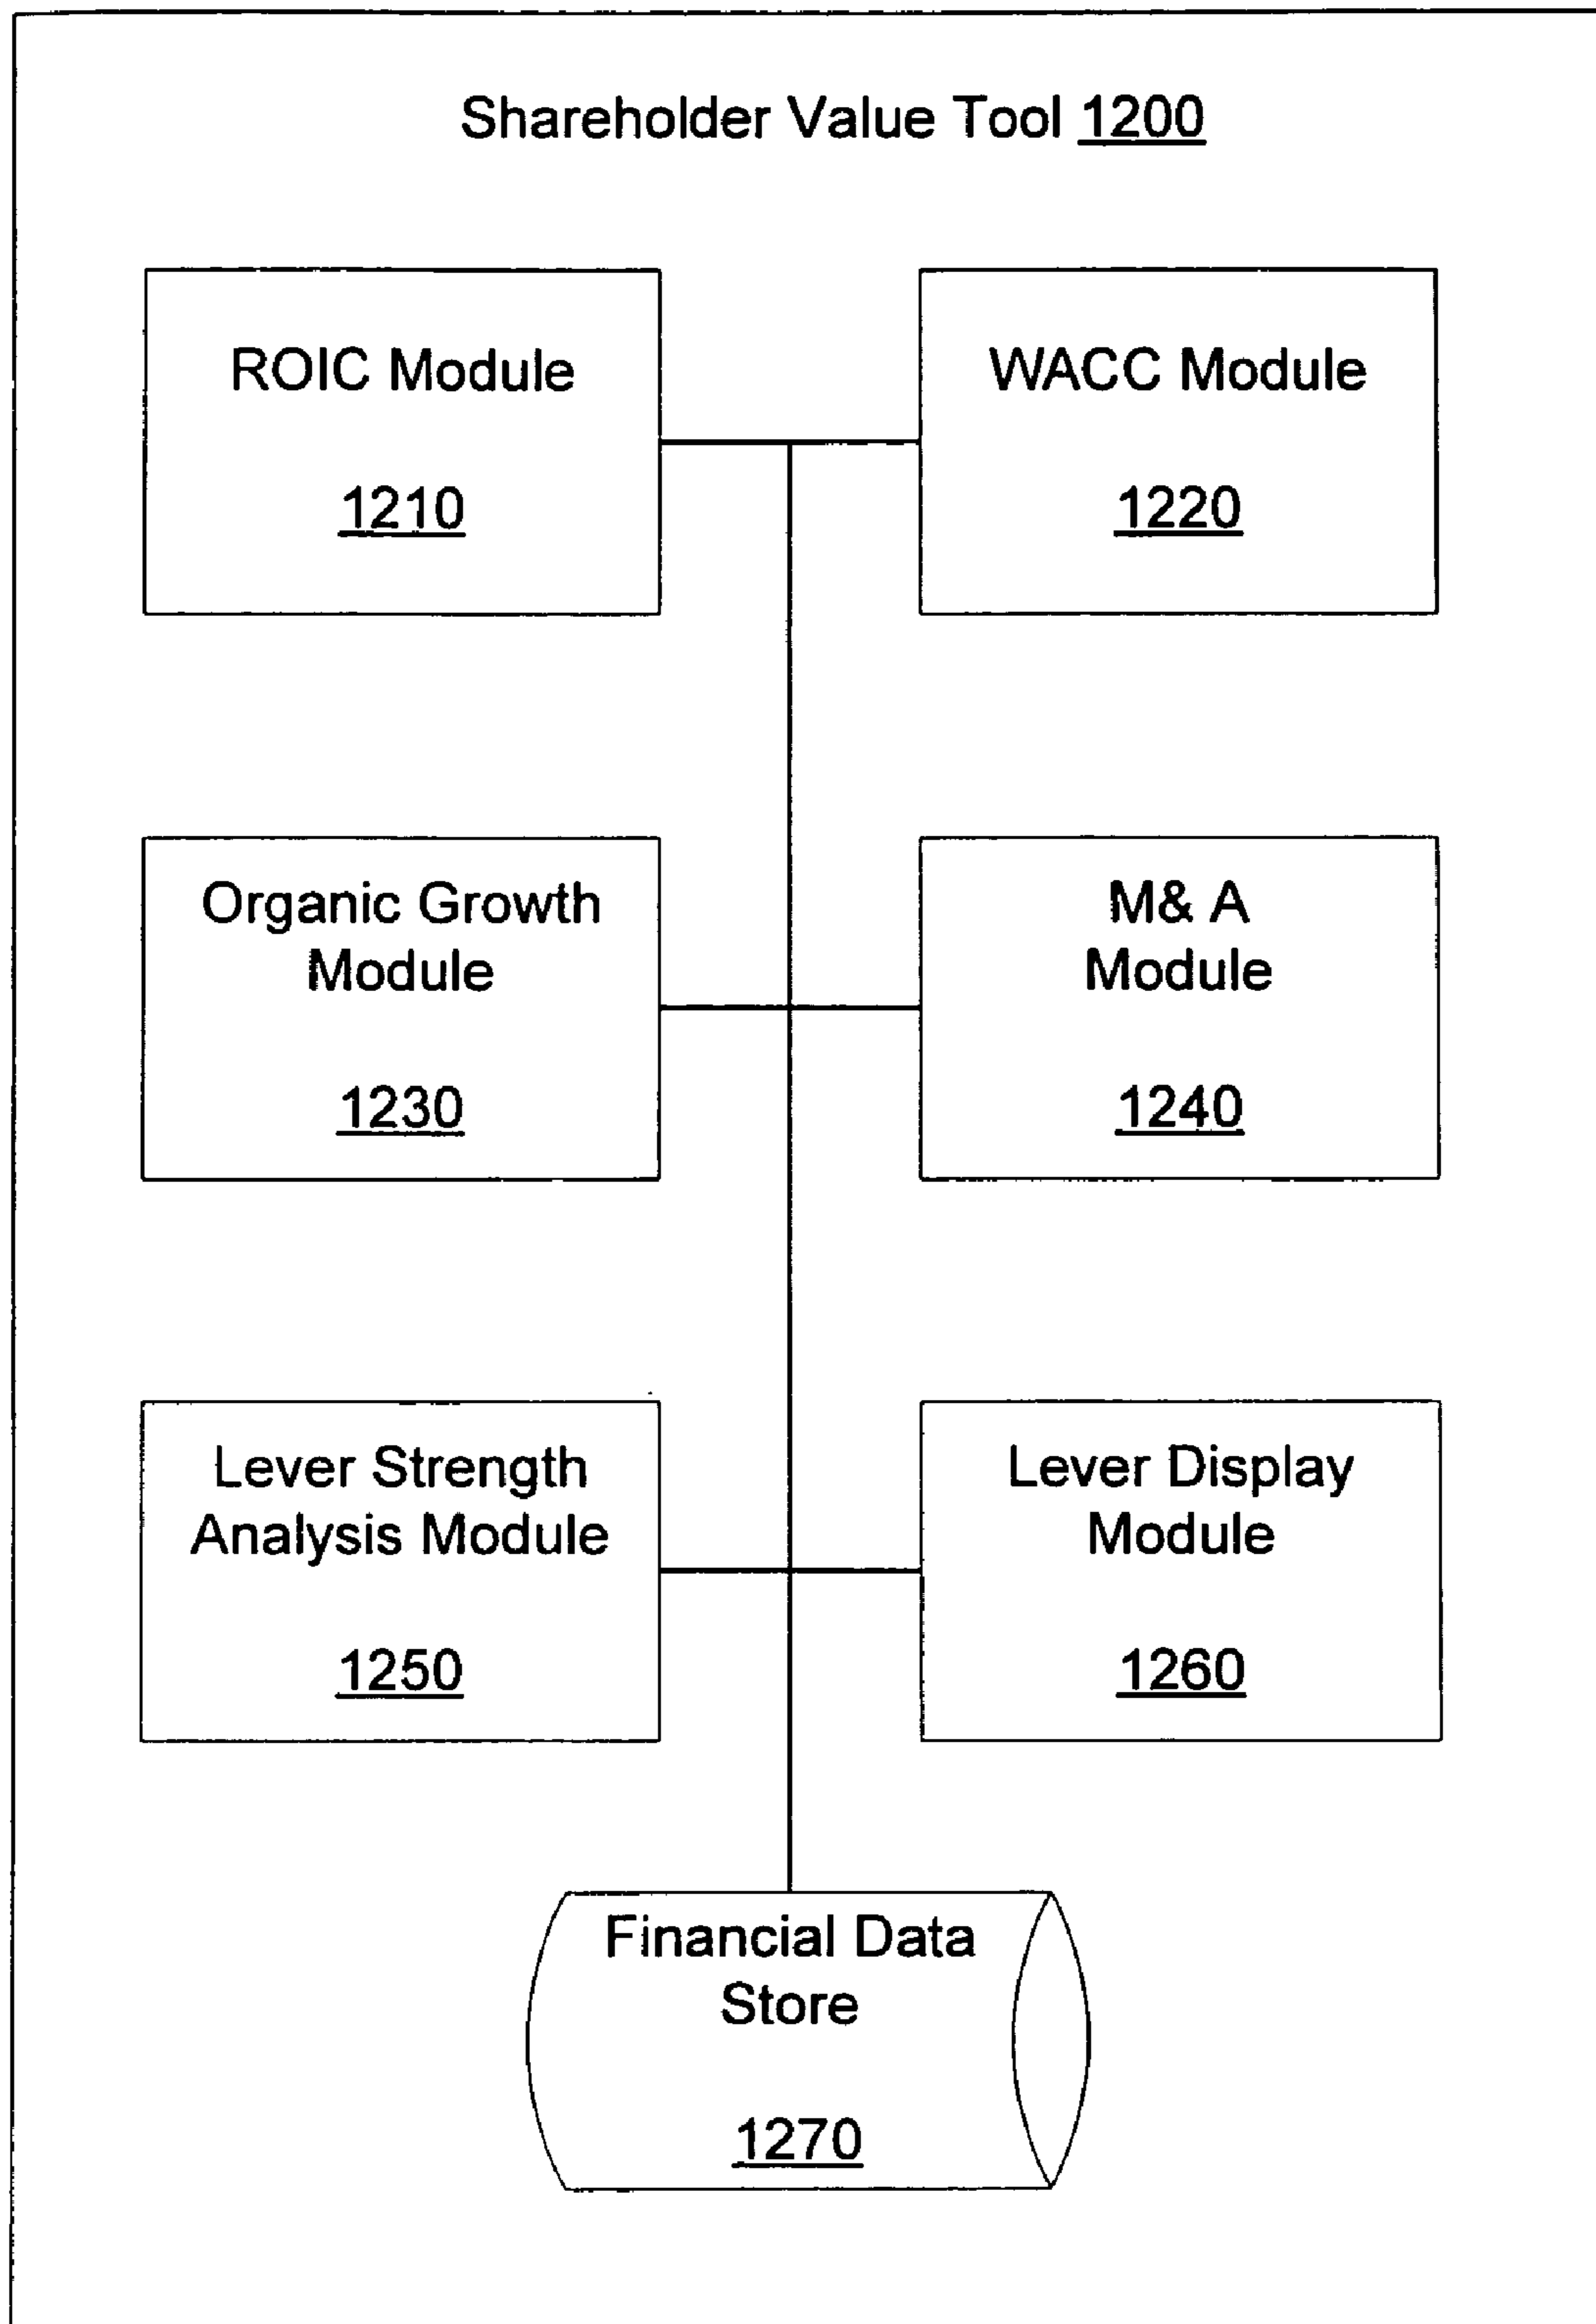 Shareholder Value Tool 1200
ROIC Module
1210
WACC Module
1220
Organic Growth
Module
1230
M& A
Module
1240
Lever Strength
Analysis Module
1250
Lever Display
Module
1260
Financial Data
Store
1270